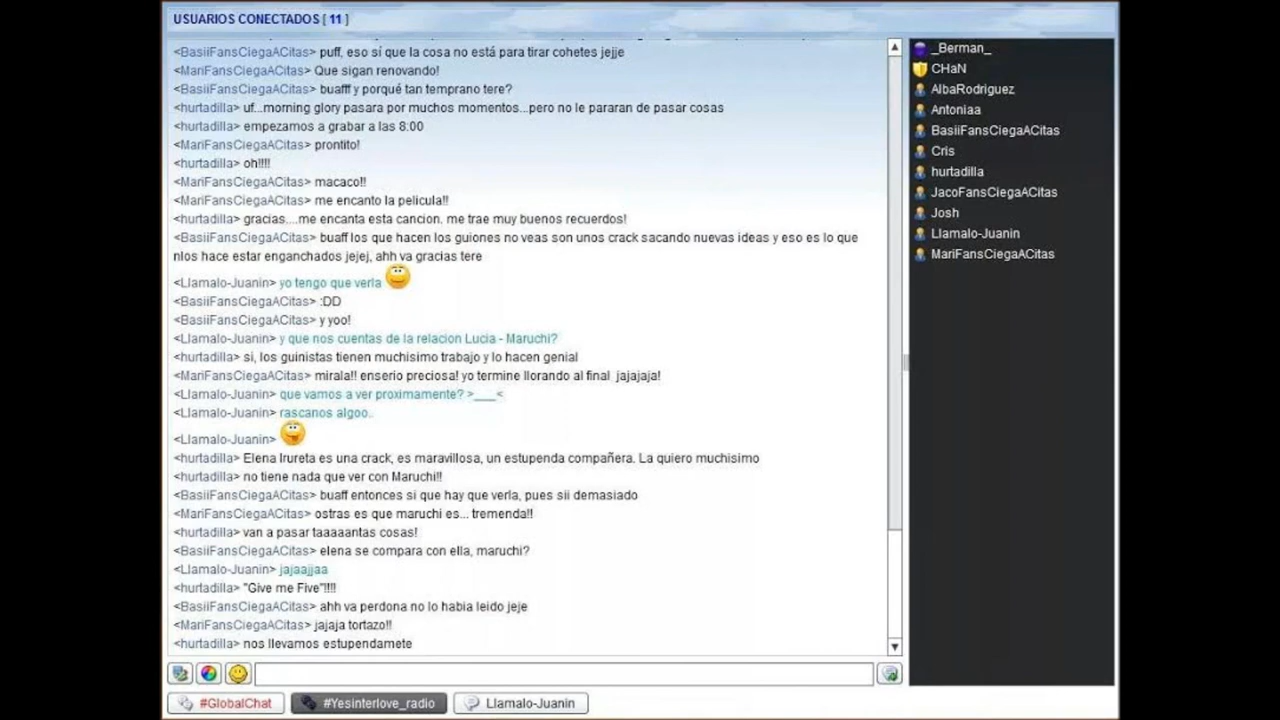 USUARIOS CONECTADOS [ 11 ]
<BasiiFansCiegaACitas> puff, eso sí que la cosa no está para tirar cohetes jejje
<MariFansCiegaACitas> Que sigan renovando!
<BasiiFansCiegaACitas> buafff y porqué tan temprano tere?
<hurtadilla> uf...morning glory pasara por muchos momentos...pero no le pararan de pasar cosas
<hurtadilla> empezamos a grabar a las 8:00
<MariFansCiegaACitas> prontito!
<hurtadilla> oh!!!!
<MariFansCiegaACitas> macaco!!
<MariFansCiegaACitas> me encanto la pelicula!!
<hurtadilla> gracias....me encanta esta cancion. me trae muy buenos recuerdos!
<BasiiFansCiegaACitas> buaff los que hacen los guiones no veas son unos crack sacando nuevas ideas y eso es lo que
nlos hace estar enganchados jejej, ahh va gracias tere
<Llamalo-Juanin> yo tengo que verla
<BasiiFansCiegaACitas> :DD
<BasiiFansCiegaACitas> y yoo!
<Llamalo-Juanin> y que nos cuentas de la relacion Lucia - Maruchi?
<hurtadilla> si, los guinistas tienen muchisimo trabajo y lo hacen genial
<MariFansCiegaACitas> mirala!! enserio preciosa! yo termine llorando al final  jajajaja!
<Llamalo-Juanin> que vamos a ver proximamente? >___<
<Llamalo-Juanin> rascanos algoo..
<Llamalo-Juanin>
<hurtadilla> Elena Irureta es una crack, es maravillosa, un estupenda compañera. La quiero muchisimo
<hurtadilla> no tiene nada que ver con Maruchi!!
<BasiiFansCiegaACitas> buaff entonces si que hay que verla, pues sii demasiado
<MariFansCiegaACitas> ostras es que maruchi es... tremenda!!
<hurtadilla> van a pasar taaaaantas cosas!
<BasiiFansCiegaACitas> elena se compara con ella, maruchi?
<Llamalo-Juanin> jajaajjaa
<hurtadilla> "Give me Five"!!!!
<BasiiFansCiegaACitas> ahh va perdona no lo habia leido jeje
<MariFansCiegaACitas> jajaja tortazo!!
<hurtadilla> nos llevamos estupendamete
_Berman_
CHaN
AlbaRodriguez
Antoniaa
BasiiFansCiegaACitas
Cris
hurtadilla
JacoFansCiegaACitas
Josh
Llamalo-Juanin
MariFansCiegaACitas
#GlobalChat
#Yesinterlove_radio
Llamalo-Juanin